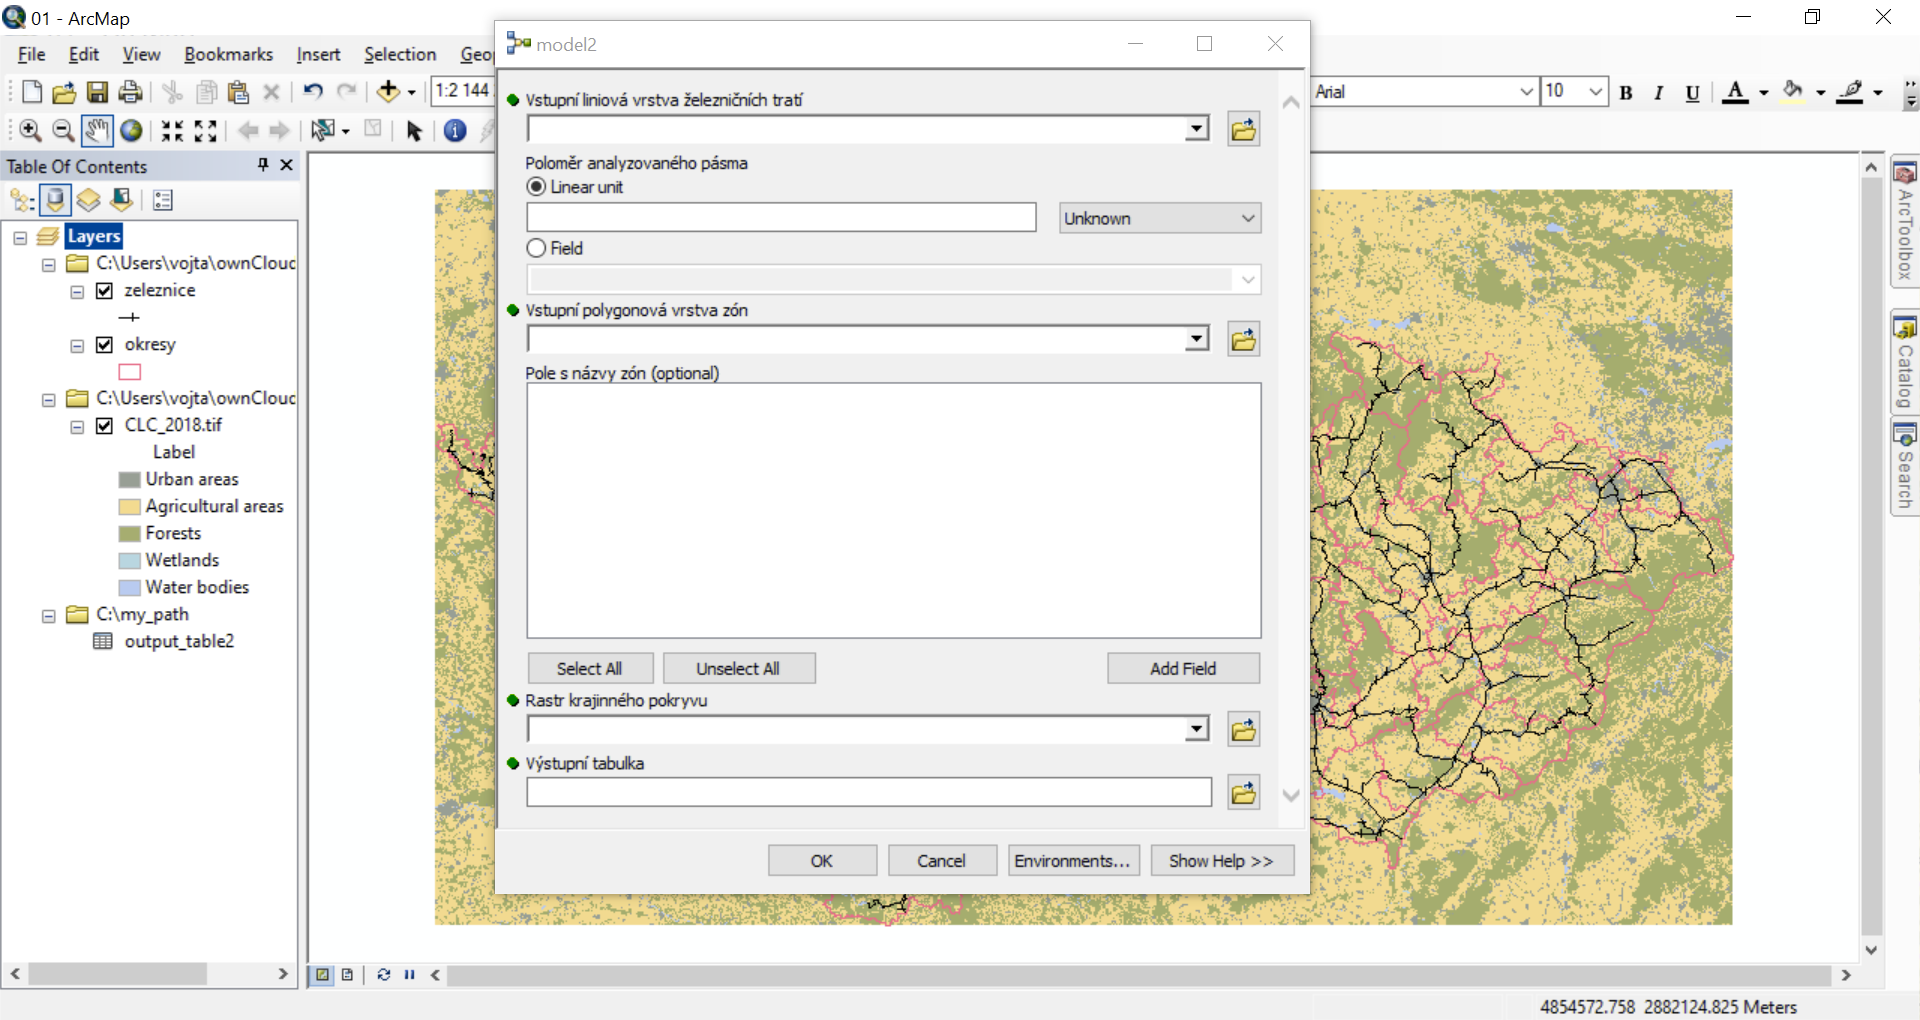 01 - ArcMap
File Edit View Bookmarks Insert Selection
1:2 144
Arial 10 B I U A
Table Of Contents
Layers
C:\Users\vojta\ownCloud
zeleznice
okresy
C:\Users\vojta\ownCloud
CLC_2018.tif
Label
Urban areas
Agricultural areas
Forests
Wetlands
Water bodies
C:\my_path
output_table2
model2
Vstupní liniová vrstva železničních tratí
Poloměr analyzovaného pásma
Linear unit
Unknown
Field
Vstupní polygonová vrstva zón
Pole s názvy zón (optional)
Select All Unselect All Add Field
Rastr krajinného pokryvu
Výstupní tabulka
OK Cancel Environments... Show Help >>
ArcToolbox
Catalog
Search
4854572.758 2882124.825 Meters